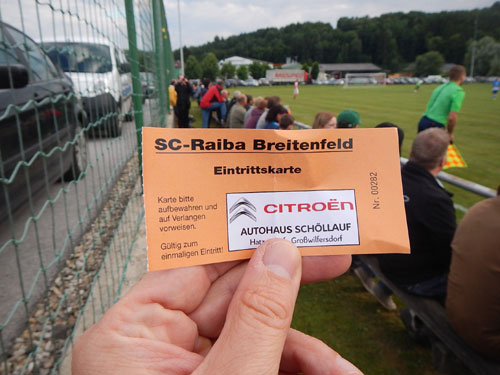 SC-Raiba Breitenfeld
Eintrittskarte
Karte bitte
aufbewahren und
auf Verlangen
vorweisen.
Gültig zum
einmaligen Eintritt!
CITROËN
AUTOHAUS SCHÖLLAUF
Großwilfersdorf
Nr. 00282